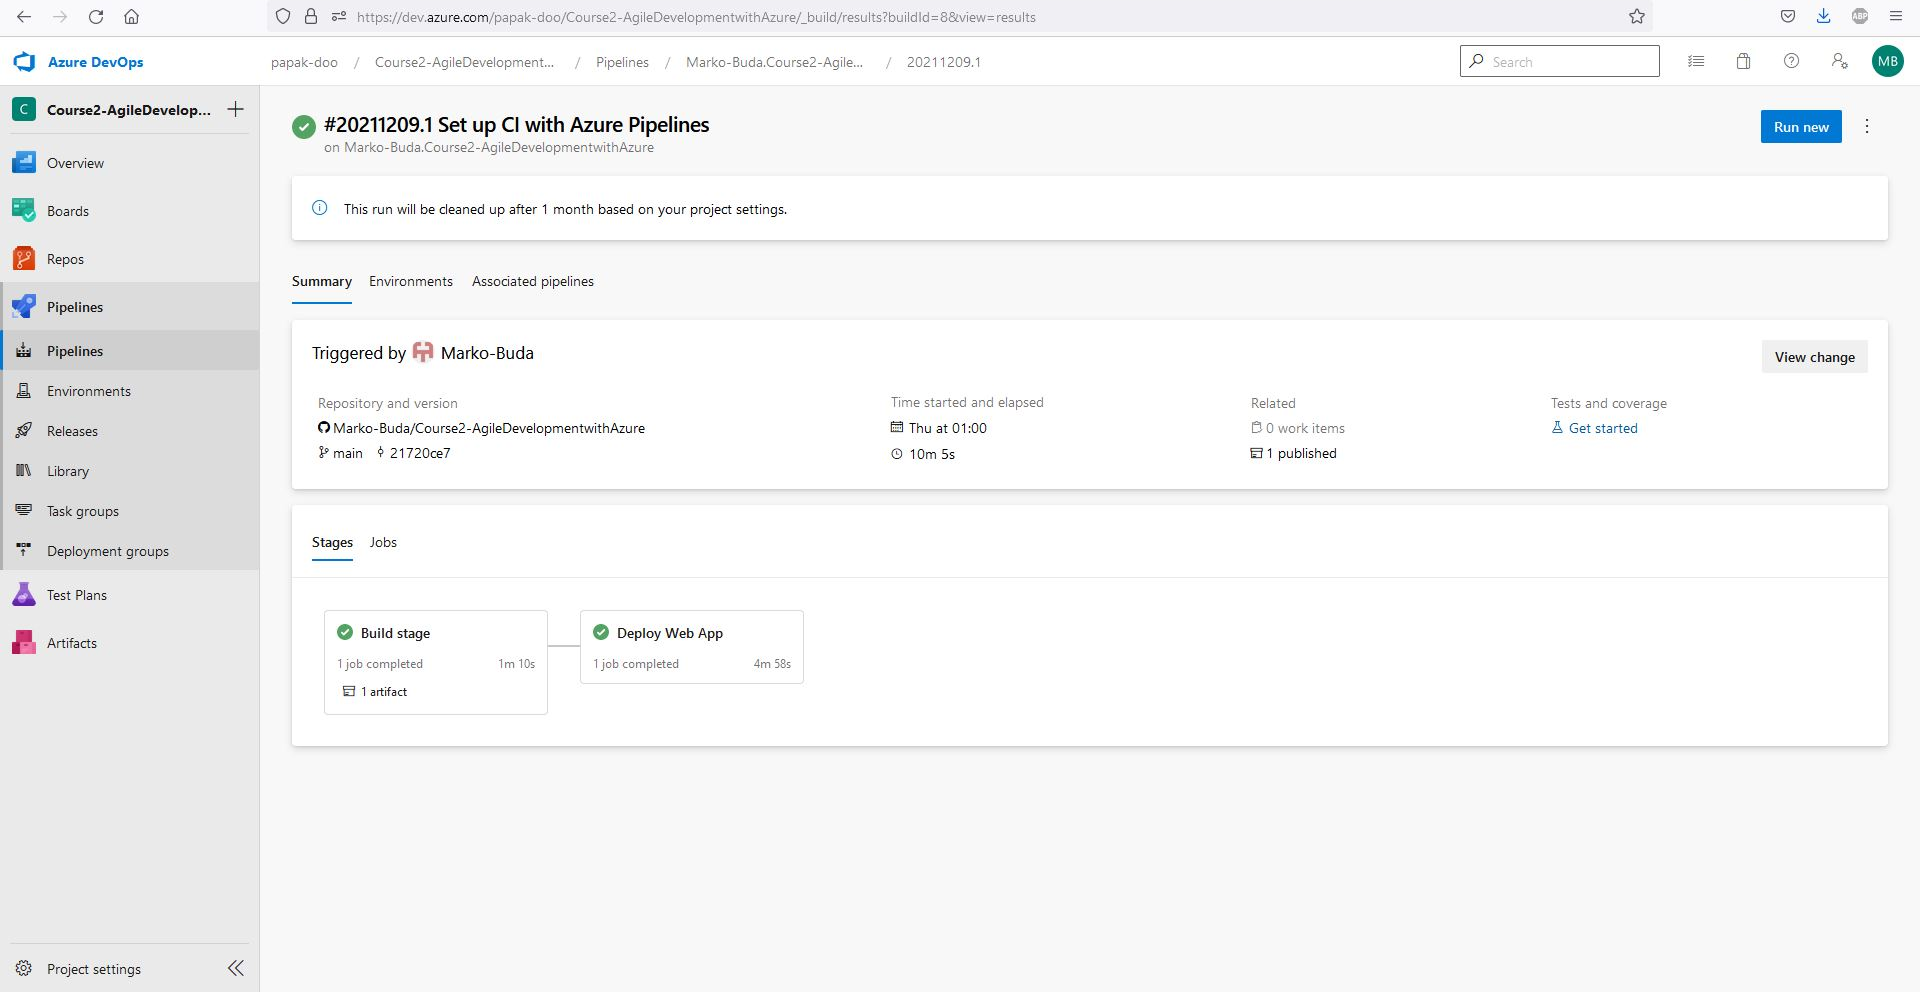 https://dev.azure.com/papak-doo/Course2-AgileDevelopmentwithAzure/_build/results?buildId=8&view=results
ABP
Azure DevOps
papak-doo / Course2-AgileDevelopment... / Pipelines / Marko-Buda.Course2-Agile... / 20211209.1
Search
MB
C Course2-AgileDevelop...
Overview
Boards
Repos
Pipelines
Pipelines
Environments
Releases
Library
Task groups
Deployment groups
Test Plans
Artifacts
Project settings
#20211209.1 Set up CI with Azure Pipelines
on Marko-Buda.Course2-AgileDevelopmentwithAzure
Run new
This run will be cleaned up after 1 month based on your project settings.
Summary Environments Associated pipelines
Triggered by Marko-Buda
View change
Repository and version
Marko-Buda/Course2-AgileDevelopmentwithAzure
main 21720ce7
Time started and elapsed
Thu at 01:00
10m 5s
Related
0 work items
1 published
Tests and coverage
Get started
Stages Jobs
Build stage
1 job completed 1m 10s
1 artifact
Deploy Web App
1 job completed 4m 58s